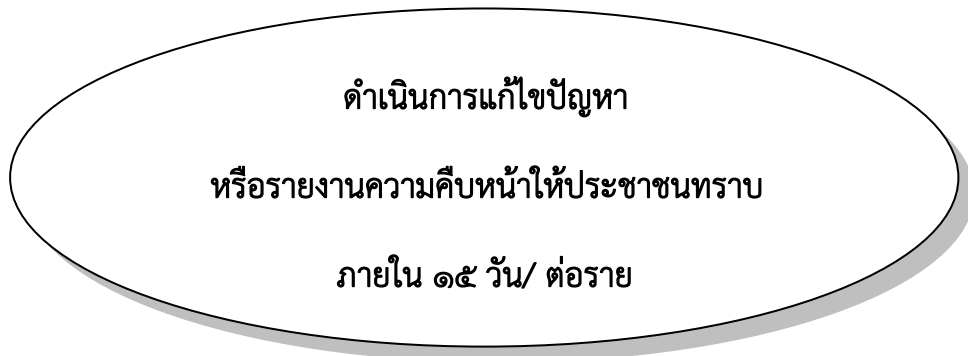 ดำเนินการแก้ไขปัญหา
หรือรายงานความคืบหน้าให้ประชาชนทราบ
ภายใน ๑๕ วัน/ ต่อราย